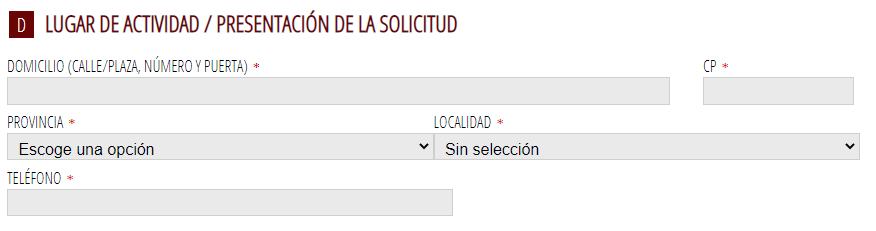 D LUGAR DE ACTIVIDAD / PRESENTACIÓN DE LA SOLICITUD
DOMICILIO (CALLE/PLAZA, NÚMERO Y PUERTA) * CP *
PROVINCIA * LOCALIDAD *
Escoge una opción Sin selección
TELÉFONO *